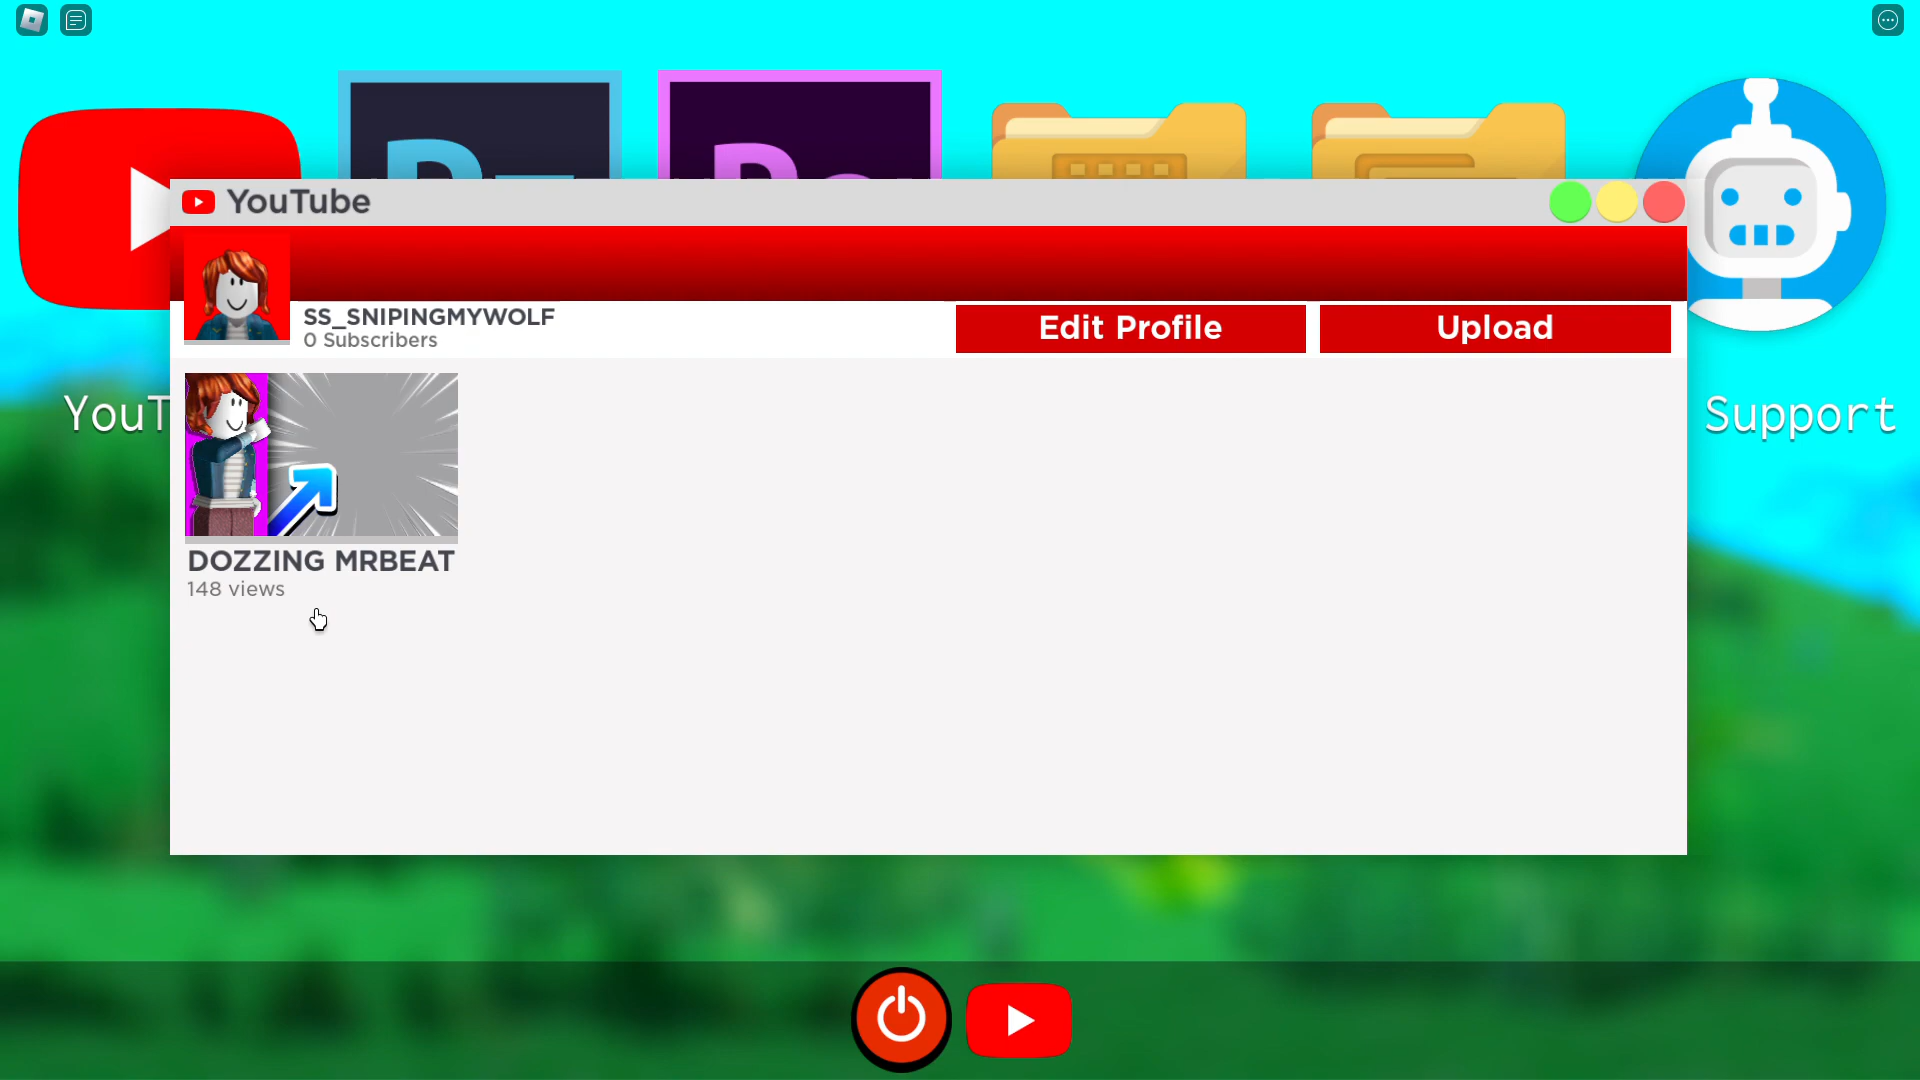 YouTube
SS_SNIPINGMYWOLF
0 Subscribers
Edit Profile
Upload
YouT
Support
DOZZING MRBEAT
148 views